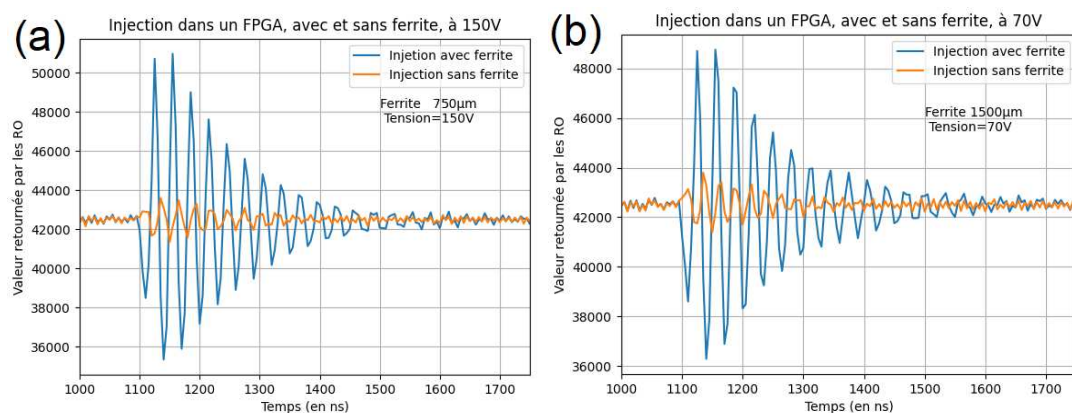 (a)
Injection dans un FPGA, avec et sans ferrite, à 150V
Valeur retournée par les RO
50000
48000
46000
44000
42000
40000
38000
36000
Injetion avec ferrite
Injection sans ferrite
Ferrite 750µm
Tension=150V
1000 1100 1200 1300 1400 1500 1600 1700
Temps (en ns)
(b)
Injection dans un FPGA, avec et sans ferrite, à 70V
Valeur retournée par les RO
48000
46000
44000
42000
40000
38000
36000
Injection avec ferrite
Injection sans ferrite
Ferrite 1500µm
Tension=70V
1000 1100 1200 1300 1400 1500 1600 1700
Temps (en ns)